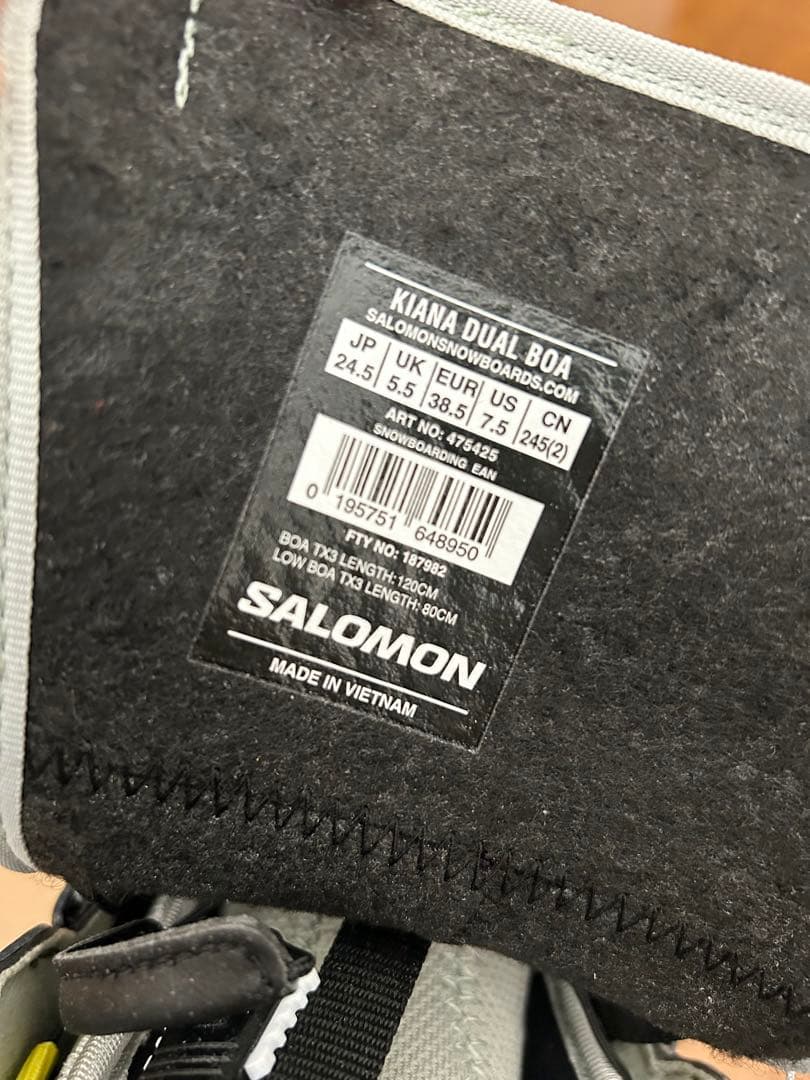 KIANA DUAL BOA
SALOMONSNOWBOARDS.COM
JP UK EUR US CN
24.5 5.5 38.5 7.5 245(2)
ART NO: 475425
SNOWBOARDING EAN
0 195751 648950
FTY NO: 187982
BOA TX3 LENGTH:120CM
LOW BOA TX3 LENGTH: 80CM
SALOMON
MADE IN VIETNAM